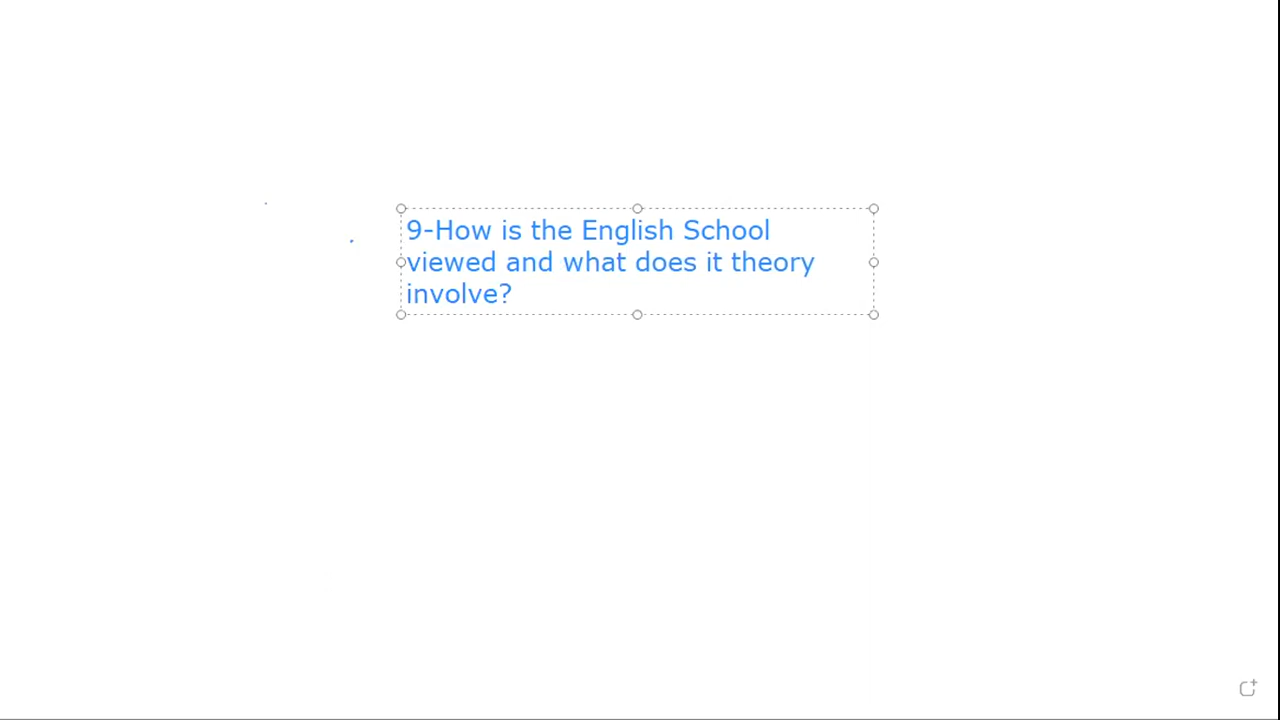 9-How is the English School
viewed and what does it theory
involve?